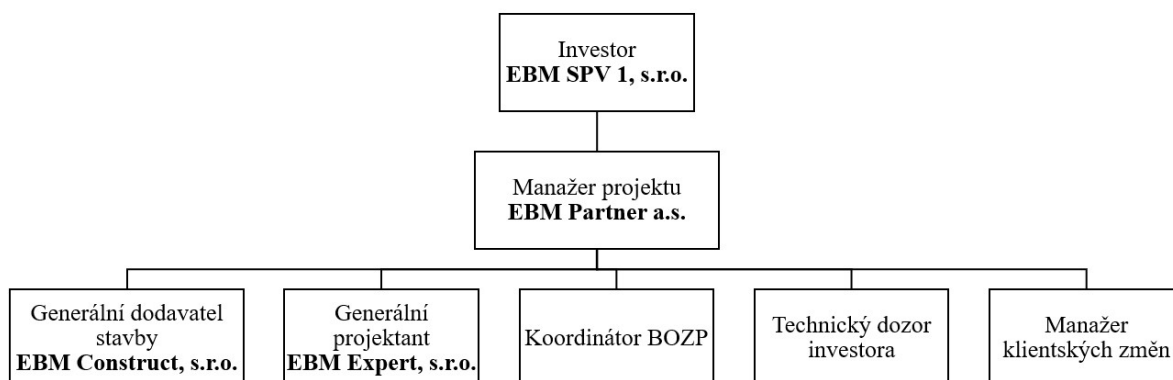 Investor
EBM SPV 1, s.r.o.
Manažer projektu
EBM Partner a.s.
Generální dodavatel
stavby
EBM Construct, s.r.o.
Generální
projektant
EBM Expert, s.r.o.
Koordinátor BOZP
Technický dozor
investora
Manažer
klientských změn